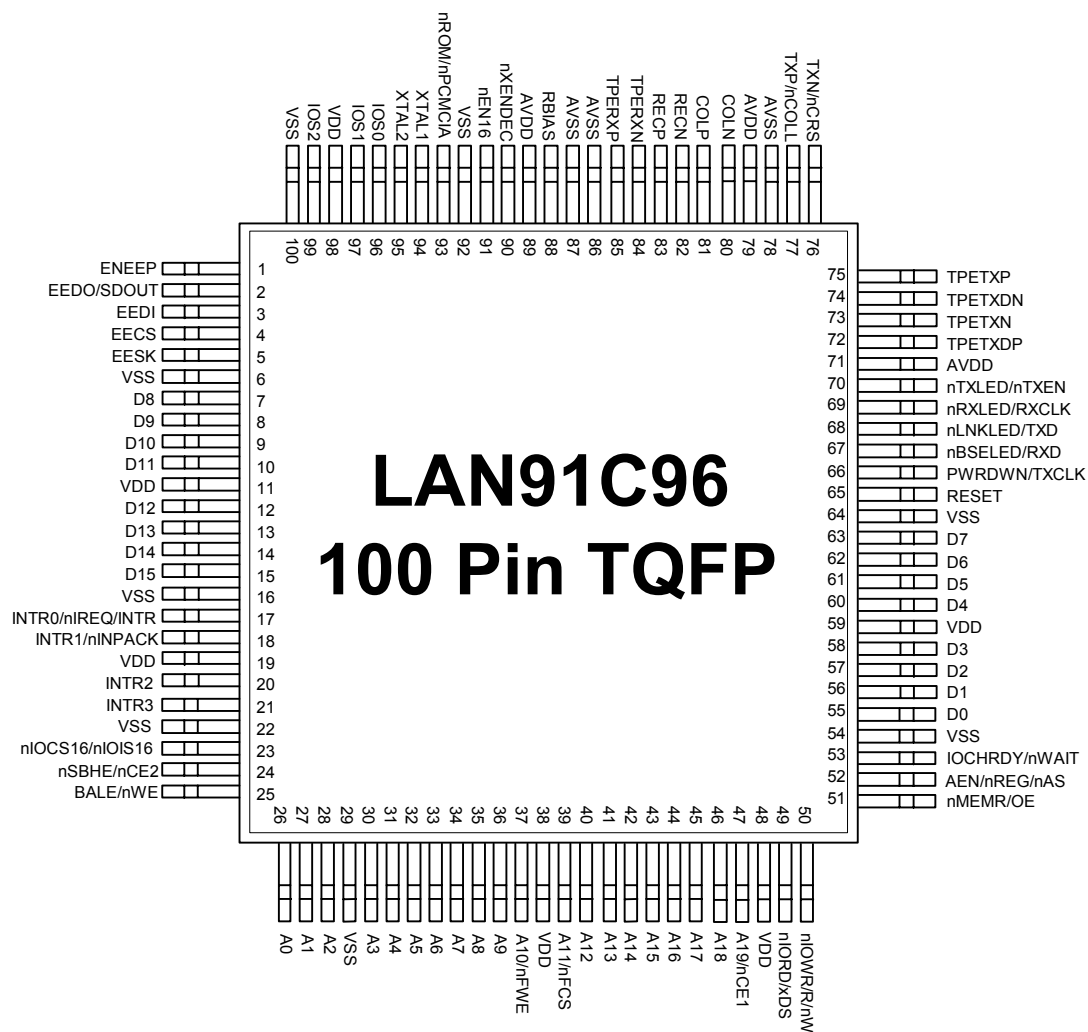 VSS
IOS2
VDD
IOS1
IOS0
XTAL2
XTAL1
nROM/nPCMCIA
VSS
nEN16
nXENDEC
AVDD
RBIAS
AVSS
AVSS
TPERXP
TPERXN
RECP
RECN
COLP
COLN
AVDD
AVSS
TXP/nCOLL
TXN/nCRS
100
99
98
97
96
95
94
93
92
91
90
89
88
87
86
85
84
83
82
81
80
79
78
77
76
ENEEP 1
EEDO/SDOUT 2
EEDI 3
EECS 4
EESK 5
VSS 6
D8 7
D9 8
D10 9
D11 10
VDD 11
D12 12
D13 13
D14 14
D15 15
VSS 16
INTR0/nIREQ/INTR 17
INTR1/nINPACK 18
VDD 19
INTR2 20
INTR3 21
VSS 22
nIOCS16/nIOIS16 23
nSBHE/nCE2 24
BALE/nWE 25
LAN91C96
100 Pin TQFP
75 TPETXP
74 TPETXDN
73 TPETXN
72 TPETXDP
71 AVDD
70 nTXLED/nTXEN
69 nRXLED/RXCLK
68 nLNKLED/TXD
67 nBSELED/RXD
66 PWRDWN/TXCLK
65 RESET
64 VSS
63 D7
62 D6
61 D5
60 D4
59 VDD
58 D3
57 D2
56 D1
55 D0
54 VSS
53 IOCHRDY/nWAIT
52 AEN/nREG/nAS
51 nMEMR/OE
26
27
28
29
30
31
32
33
34
35
36
37
38
39
40
41
42
43
44
45
46
47
48
49
50
A0
A1
A2
VSS
A3
A4
A5
A6
A7
A8
A9
A10/nFWE
VDD
A11/nFCS
A12
A13
A14
A15
A16
A17
A18
A19/nCE1
VDD
nIORD/xDS
nIOWR/R/nW